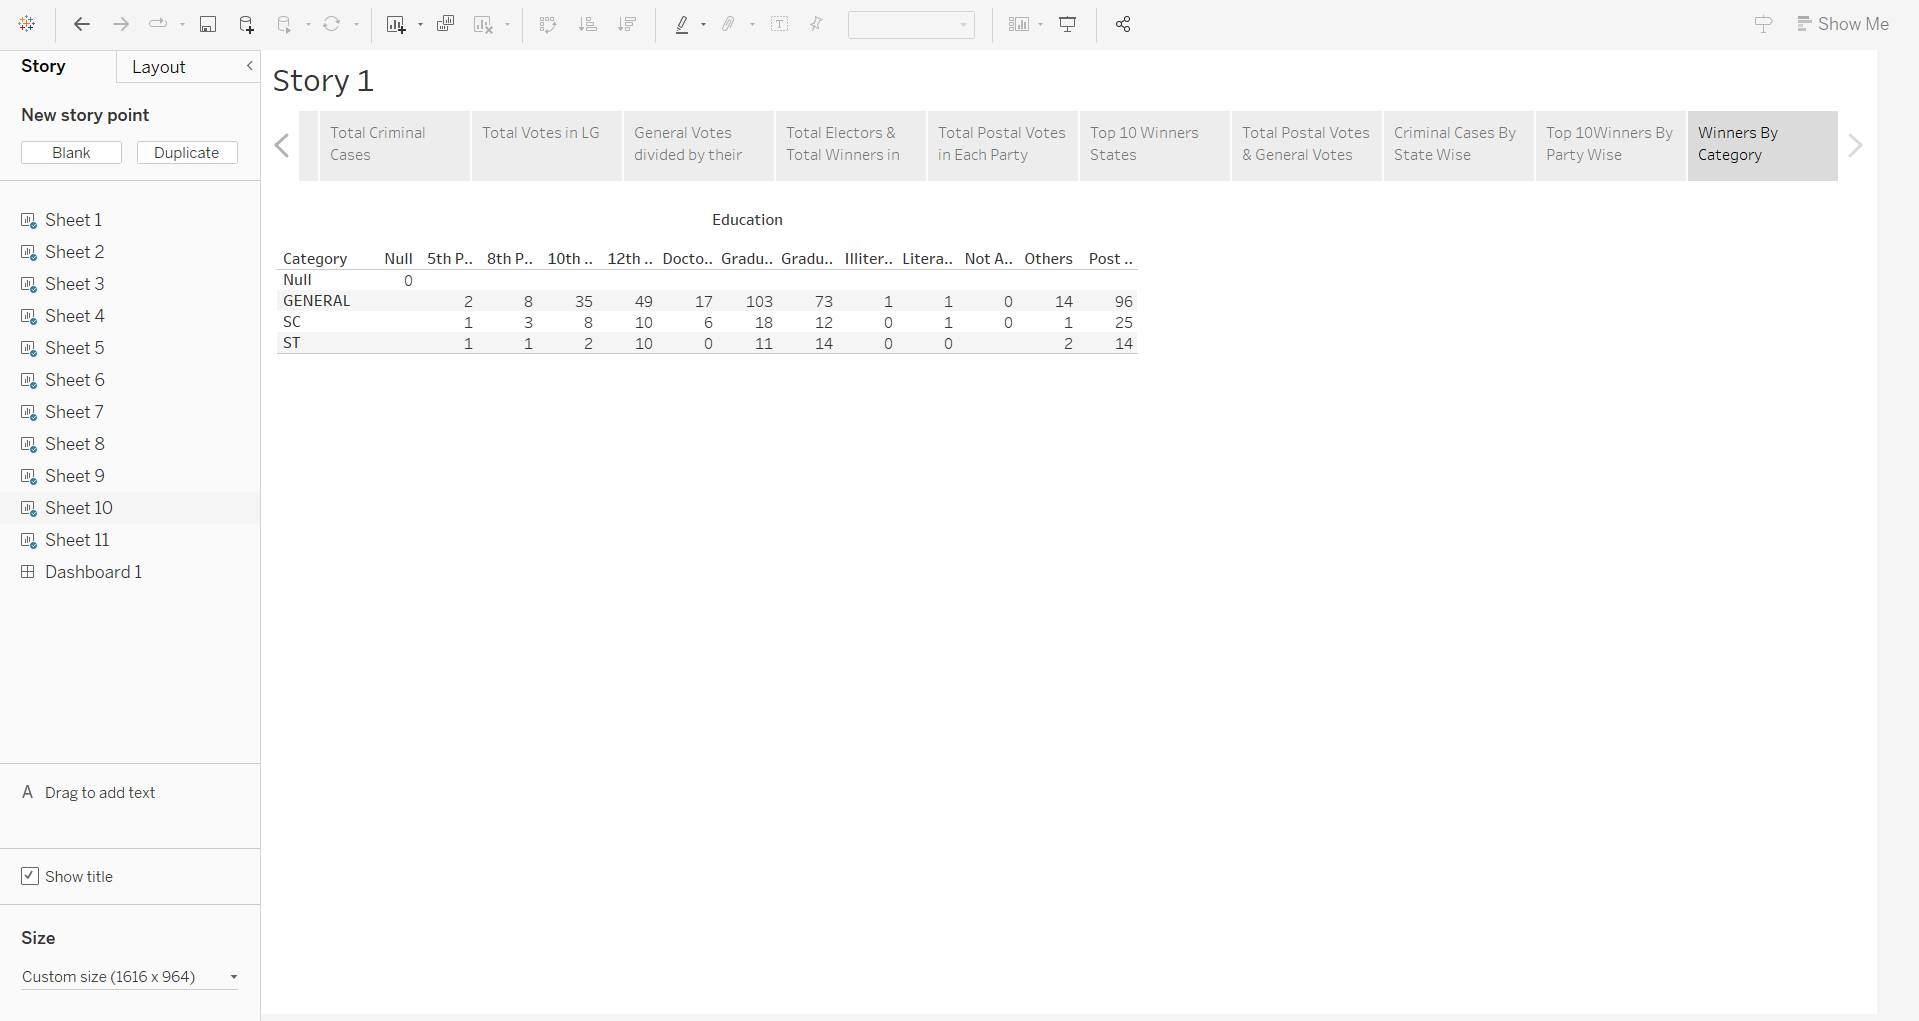 Show Me
Story
Layout
New story point
Blank
Duplicate
Sheet 1
Sheet 2
Sheet 3
Sheet 4
Sheet 5
Sheet 6
Sheet 7
Sheet 8
Sheet 9
Sheet 10
Sheet 11
Dashboard 1
A Drag to add text
Show title
Size
Custom size (1616 x 964)
Story 1
Total Criminal
Cases
Total Votes in LG
General Votes
divided by their
Total Electors &
Total Winners in
Total Postal Votes
in Each Party
Top 10 Winners
States
Total Postal Votes
& General Votes
Criminal Cases By
State Wise
Top 10Winners By
Party Wise
Winners By
Category
Education
Category Null 5th P.. 8th P.. 10th .. 12th .. Docto.. Gradu.. Gradu.. Illiter.. Litera.. Not A.. Others Post ..
Null 0
GENERAL 2 8 35 49 17 103 73 1 1 0 14 96
SC 1 3 8 10 6 18 12 0 1 0 1 25
ST 1 1 2 10 0 11 14 0 0 2 14